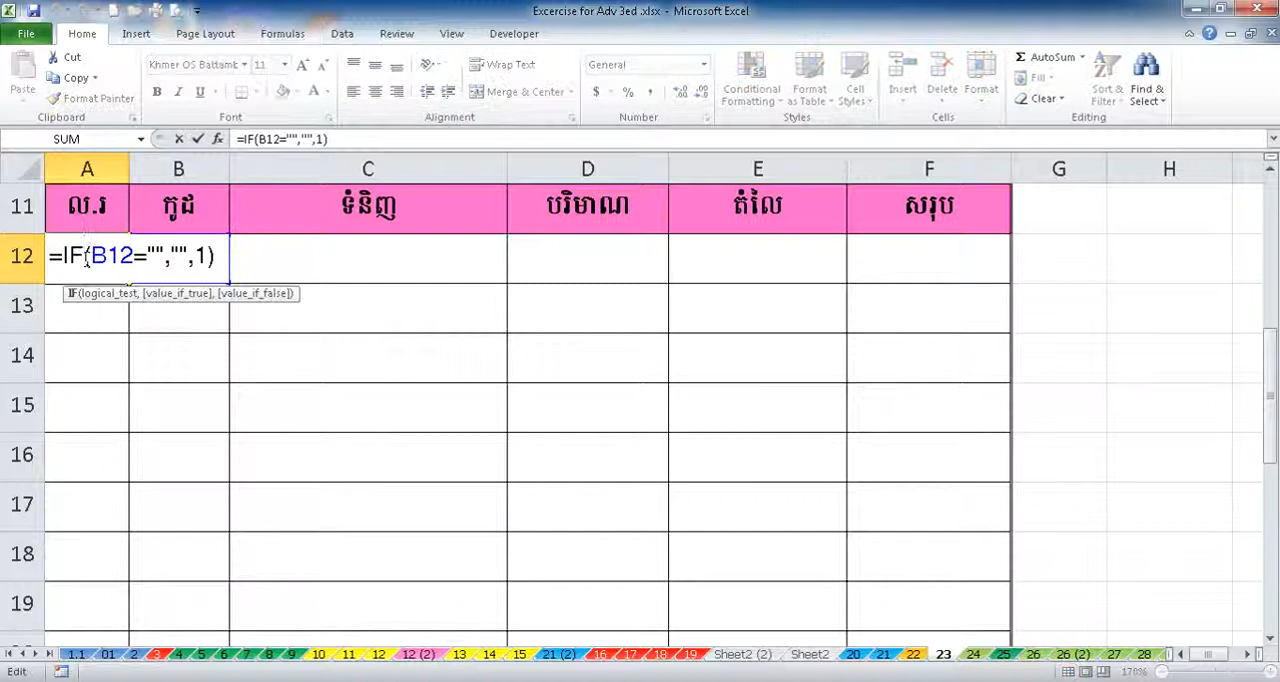 Excercise for Adv 3ed .xlsx - Microsoft Excel
File Home Insert Page Layout Formulas Data Review View Developer
Cut
Copy
Format Painter
Paste
Clipboard
Khmer OS Battamb 11
B I U
Font
Wrap Text
Merge & Center
Alignment
General
$ % ,
Number
Conditional Formatting
Format as Table
Cell Styles
Styles
Insert Delete Format
Cells
AutoSum
Fill
Clear
Sort & Filter
Find & Select
Editing
SUM =IF(B12="","",1)
A B C D E F G H
11 ល.រ កូដ ទំនិញ បរិមាណ តំលៃ សរុប
12 =IF(B12="","",1)
IF(logical_test, [value_if_true], [value_if_false])
13
14
15
16
17
18
19
1.1 01 2 3 4 5 6 7 8 9 10 11 12 12 (2) 13 14 15 21 (2) 16 17 18 19 Sheet2 (2) Sheet2 20 21 22 23 24 25 26 26 (2) 27 28
Edit 170%